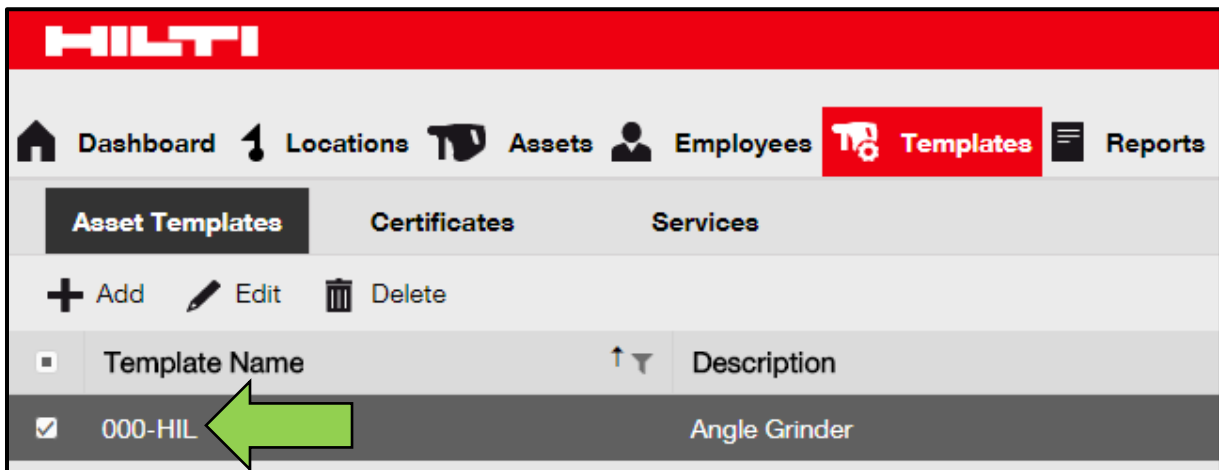 HILTI
Dashboard Locations Assets Employees Templates Reports
Asset Templates Certificates Services
Add Edit Delete
Template Name Description
000-HIL Angle Grinder